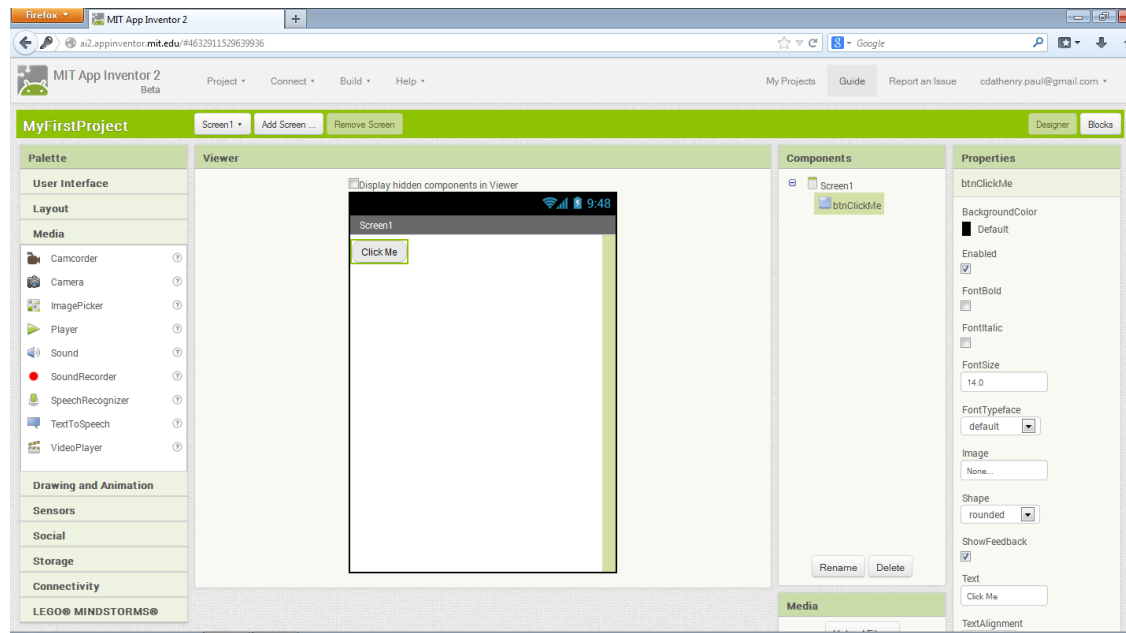 Firefox
MIT App Inventor 2
+
ai2.appinventor.mit.edu/#4632911529639936
8 - Google
MIT App Inventor 2
Beta
Project
Connect
Build
Help
My Projects
Guide
Report an Issue
cdathenry.paul@gmail.com
MyFirstProject
Screen1
Add Screen ...
Remove Screen
Designer
Blocks
Palette
User Interface
Layout
Media
Camcorder
Camera
ImagePicker
Player
Sound
SoundRecorder
SpeechRecognizer
TextToSpeech
VideoPlayer
Drawing and Animation
Sensors
Social
Storage
Connectivity
LEGO® MINDSTORMS®
Viewer
Display hidden components in Viewer
9:48
Screen1
Click Me
Components
Screen1
btnClickMe
Rename
Delete
Media
Properties
btnClickMe
BackgroundColor
Default
Enabled
FontBold
FontItalic
FontSize
14.0
FontTypeface
default
Image
None...
Shape
rounded
ShowFeedback
Text
Click Me
TextAlignment